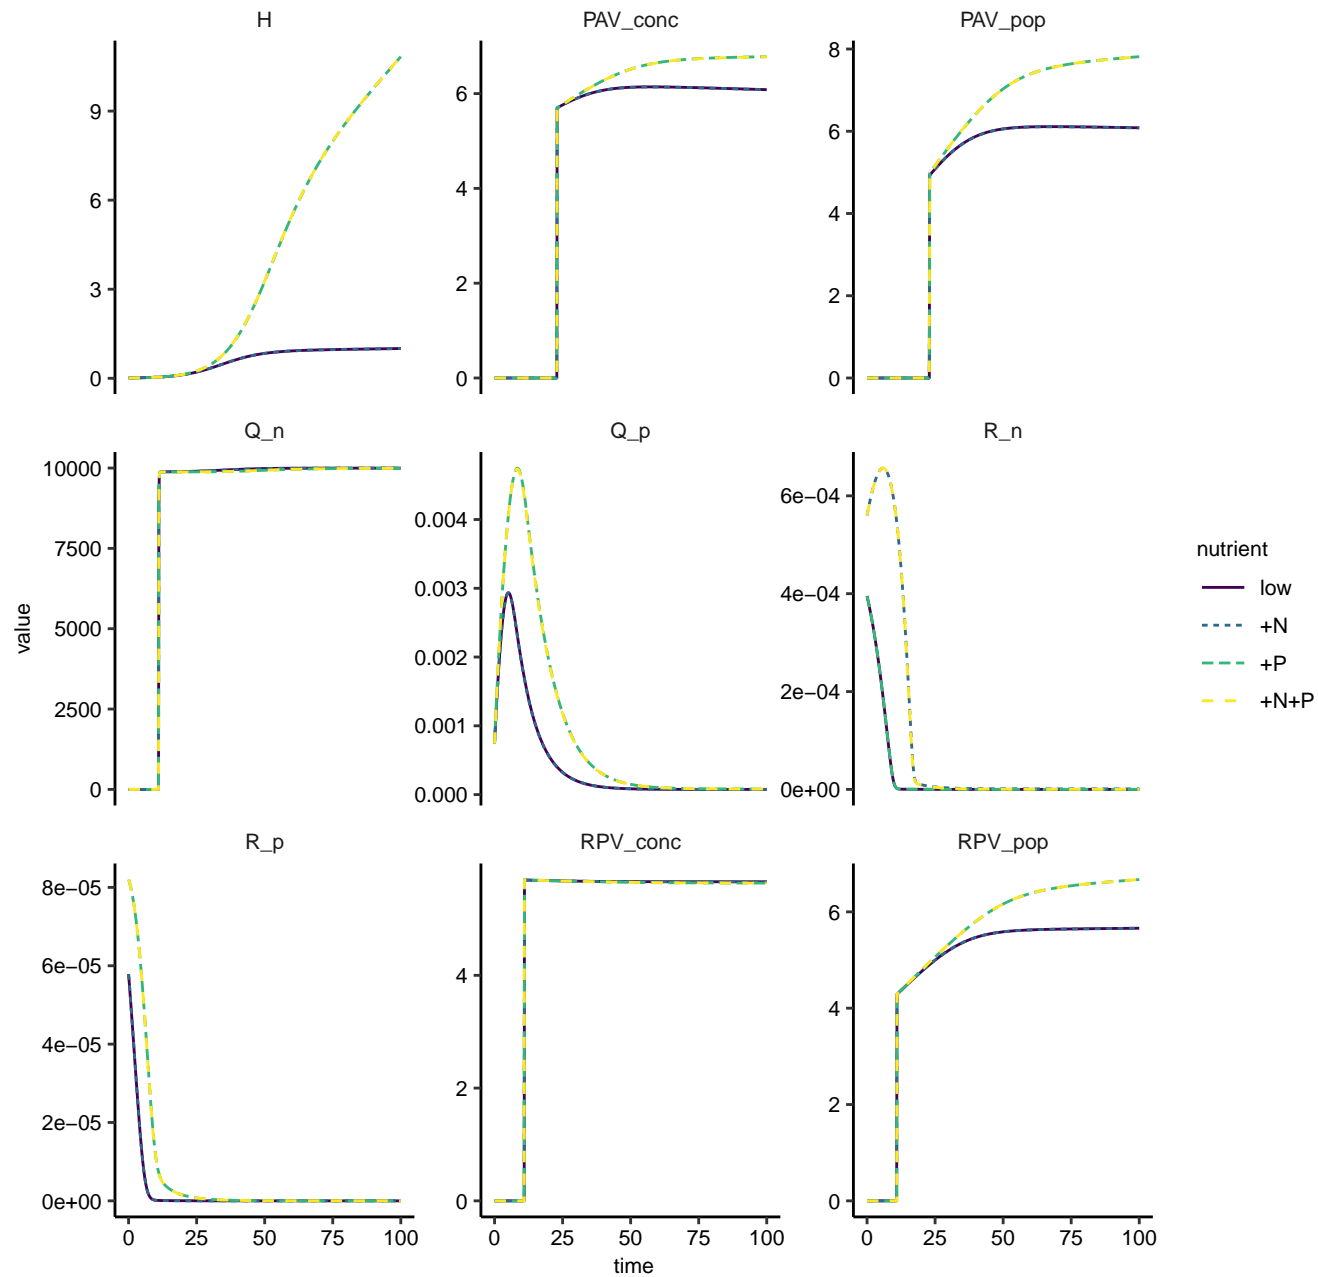 H PAV_conc PAV_pop
9
6
3
0
6
4
2
0
8
6
4
2
0
Q_n Q_p R_n
10000
7500
5000
2500
0
0.004
0.003
0.002
0.001
0.000
6e−04
4e−04
2e−04
0e+00
value
nutrient
low
+N
+P
+N+P
R_p RPV_conc RPV_pop
8e−05
6e−05
4e−05
2e−05
0e+00
4
2
0
6
4
2
0
0 25 50 75 100 0 25 50 75 100 0 25 50 75 100
time